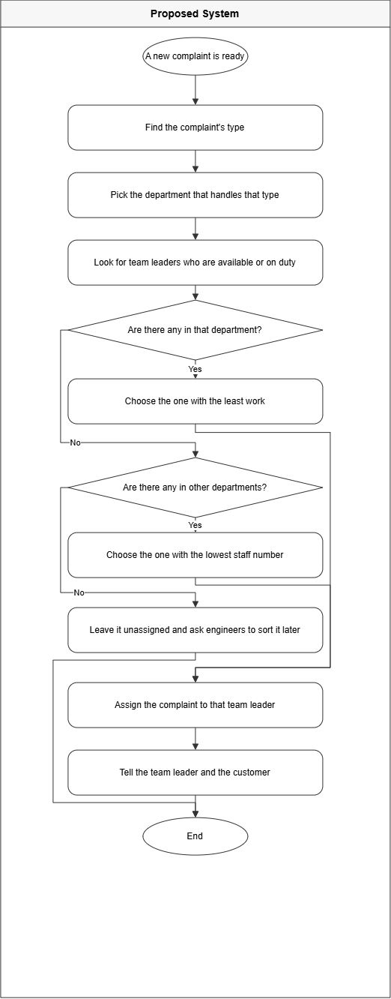 Proposed System
A new complaint is ready
Find the complaint's type
Pick the department that handles that type
Look for team leaders who are available or on duty
Are there any in that department?
Yes
Choose the one with the least work
No
Are there any in other departments?
Yes
Choose the one with the lowest staff number
No
Leave it unassigned and ask engineers to sort it later
Assign the complaint to that team leader
Tell the team leader and the customer
End